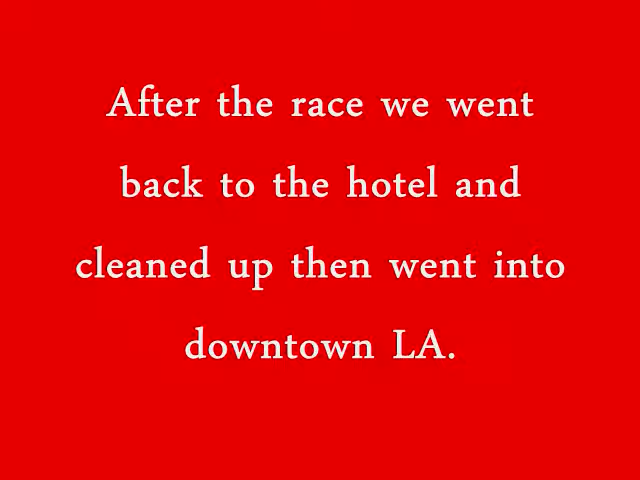 After the race we went
back to the hotel and
cleaned up then went into
downtown LA.